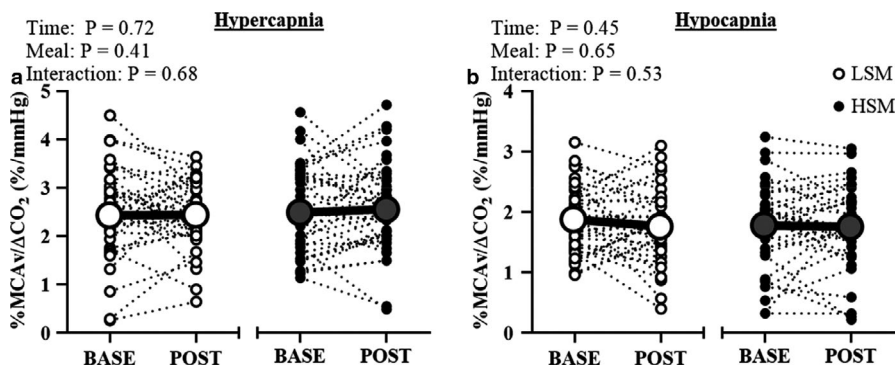 Hypercapnia
Time: P = 0.72
Meal: P = 0.41
Interaction: P = 0.68
a
%MCAv/ΔCO₂ (%/mmHg)
5
4
3
2
1
0
BASE POST BASE POST
Hypocapnia
Time: P = 0.45
Meal: P = 0.65
Interaction: P = 0.53
b
LSM
HSM
%MCAv/ΔCO₂ (%/mmHg)
4
3
2
1
0
BASE POST BASE POST